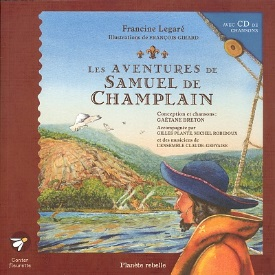 Francine Legaré
Illustrations de FRANÇOIS GIRARD
AVEC CD DE
CHANSONS
LES AVENTURES DE
SAMUEL DE
CHAMPLAIN
Conception et chansons:
GAÉTANE BRETON
Accompagnée par
GILLES PLANTE, MICHEL ROBIDOUX
et des musiciens de
L'ENSEMBLE CLAUDE-GERVAISE
Conter
fleurette
Planète rebelle